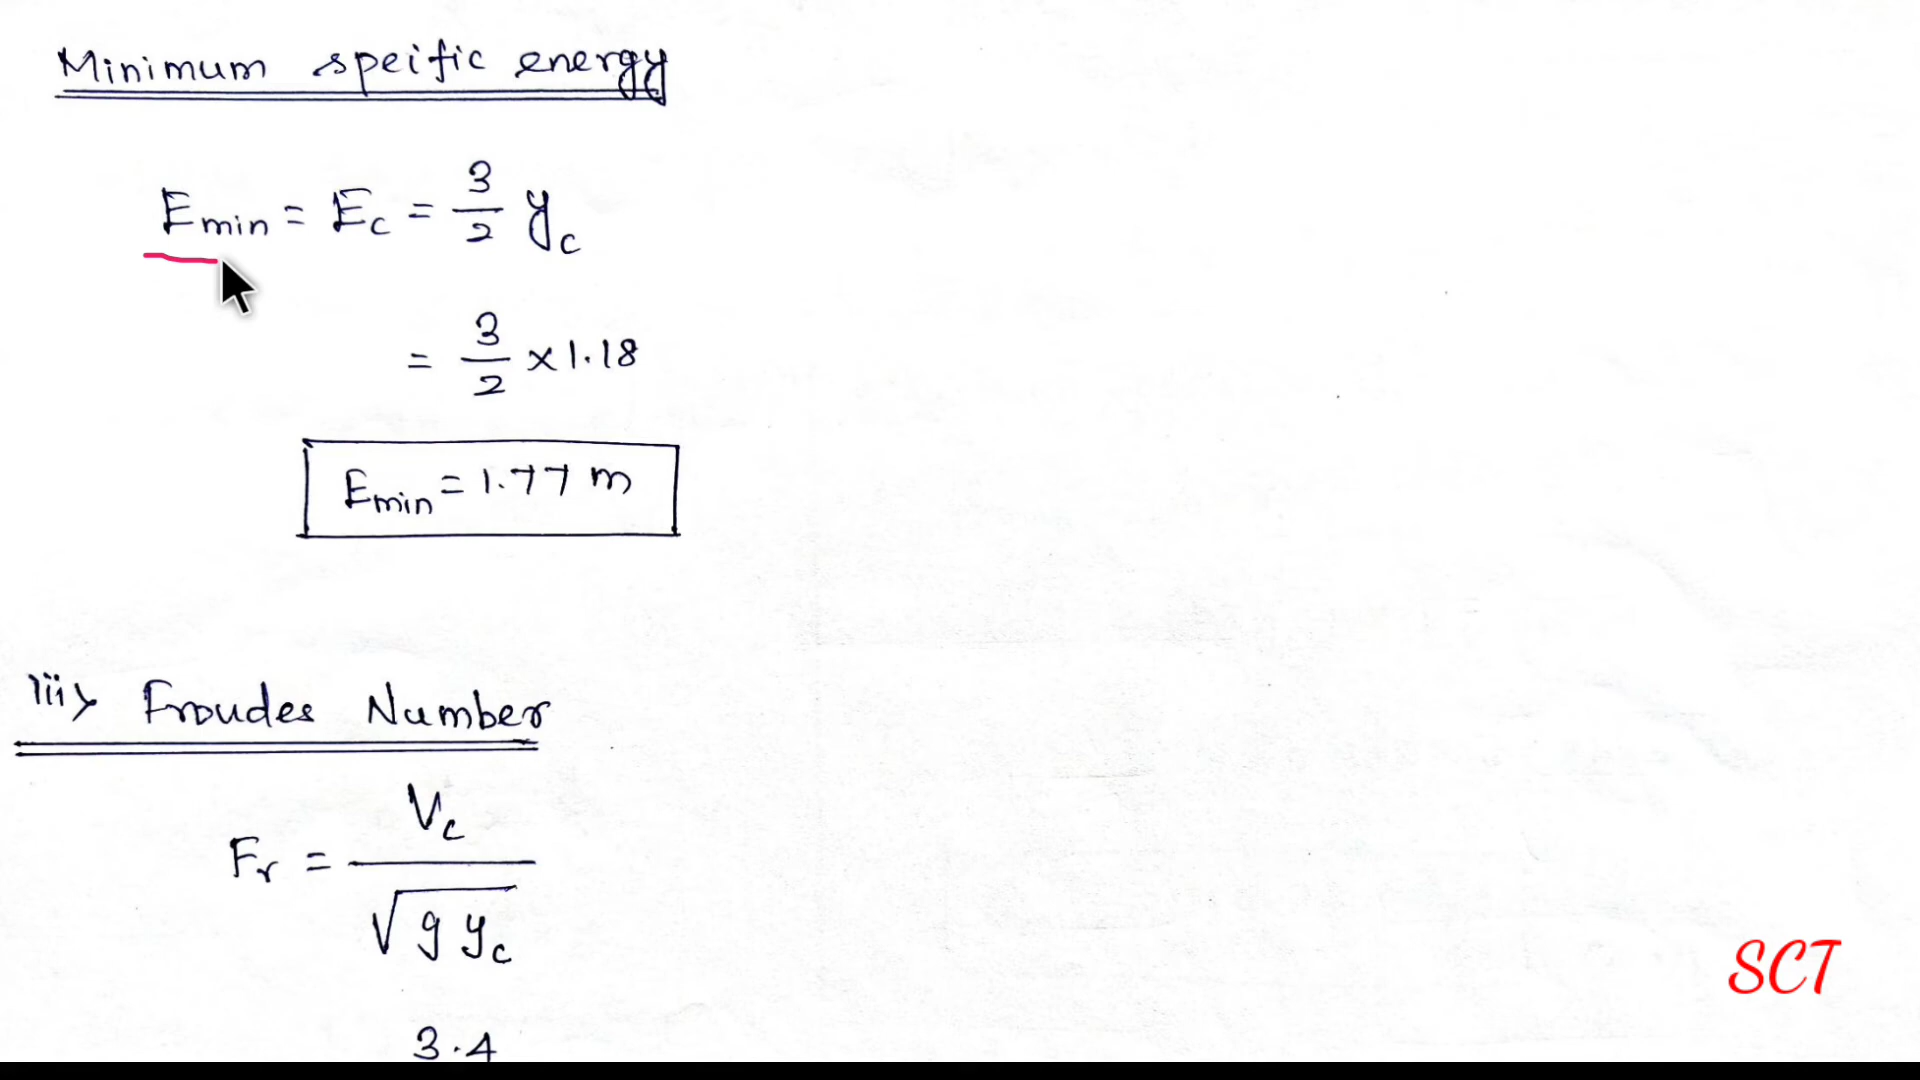 Minimum speific energy
Emin = Ec = 3/2 yc
= 3/2 × 1.18
Emin = 1.77 m
iii> Froudes Number
Fr = Vc / √g yc
3.4
SCT